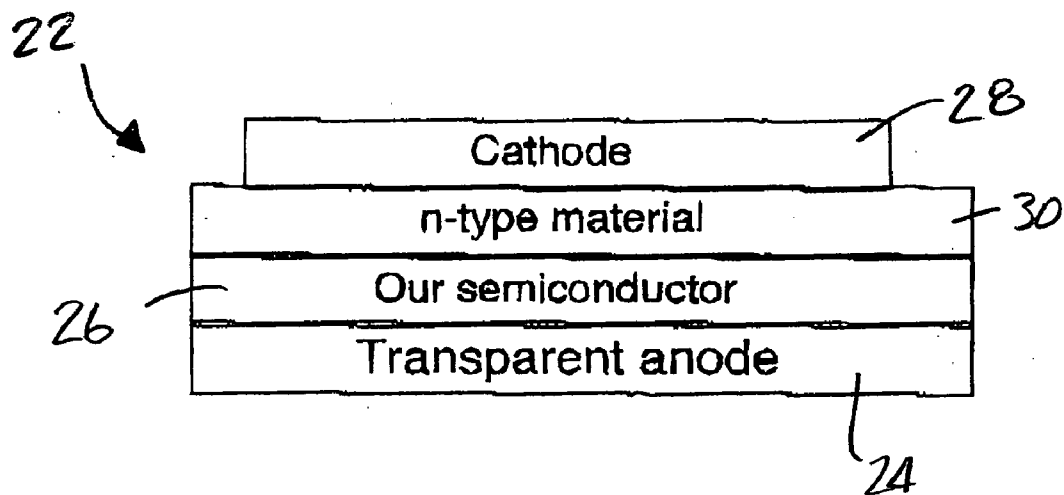 22
28
Cathode
n-type material
30
Our semiconductor
26
Transparent anode
24